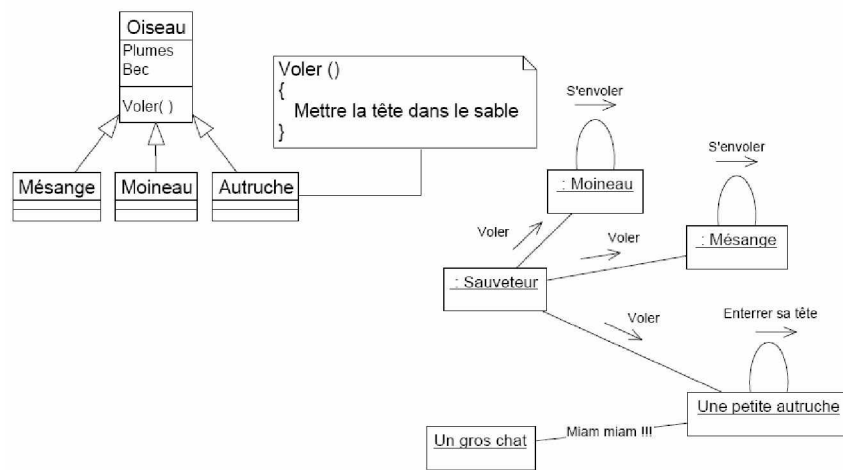 Oiseau
Plumes
Bec
Voler( )
Mésange
Moineau
Autruche
Voler ()
{
Mettre la tête dans le sable
}
S'envoler
: Moineau
S'envoler
: Mésange
Voler
Voler
: Sauveteur
Voler
Enterrer sa tête
Une petite autruche
Miam miam !!!
Un gros chat